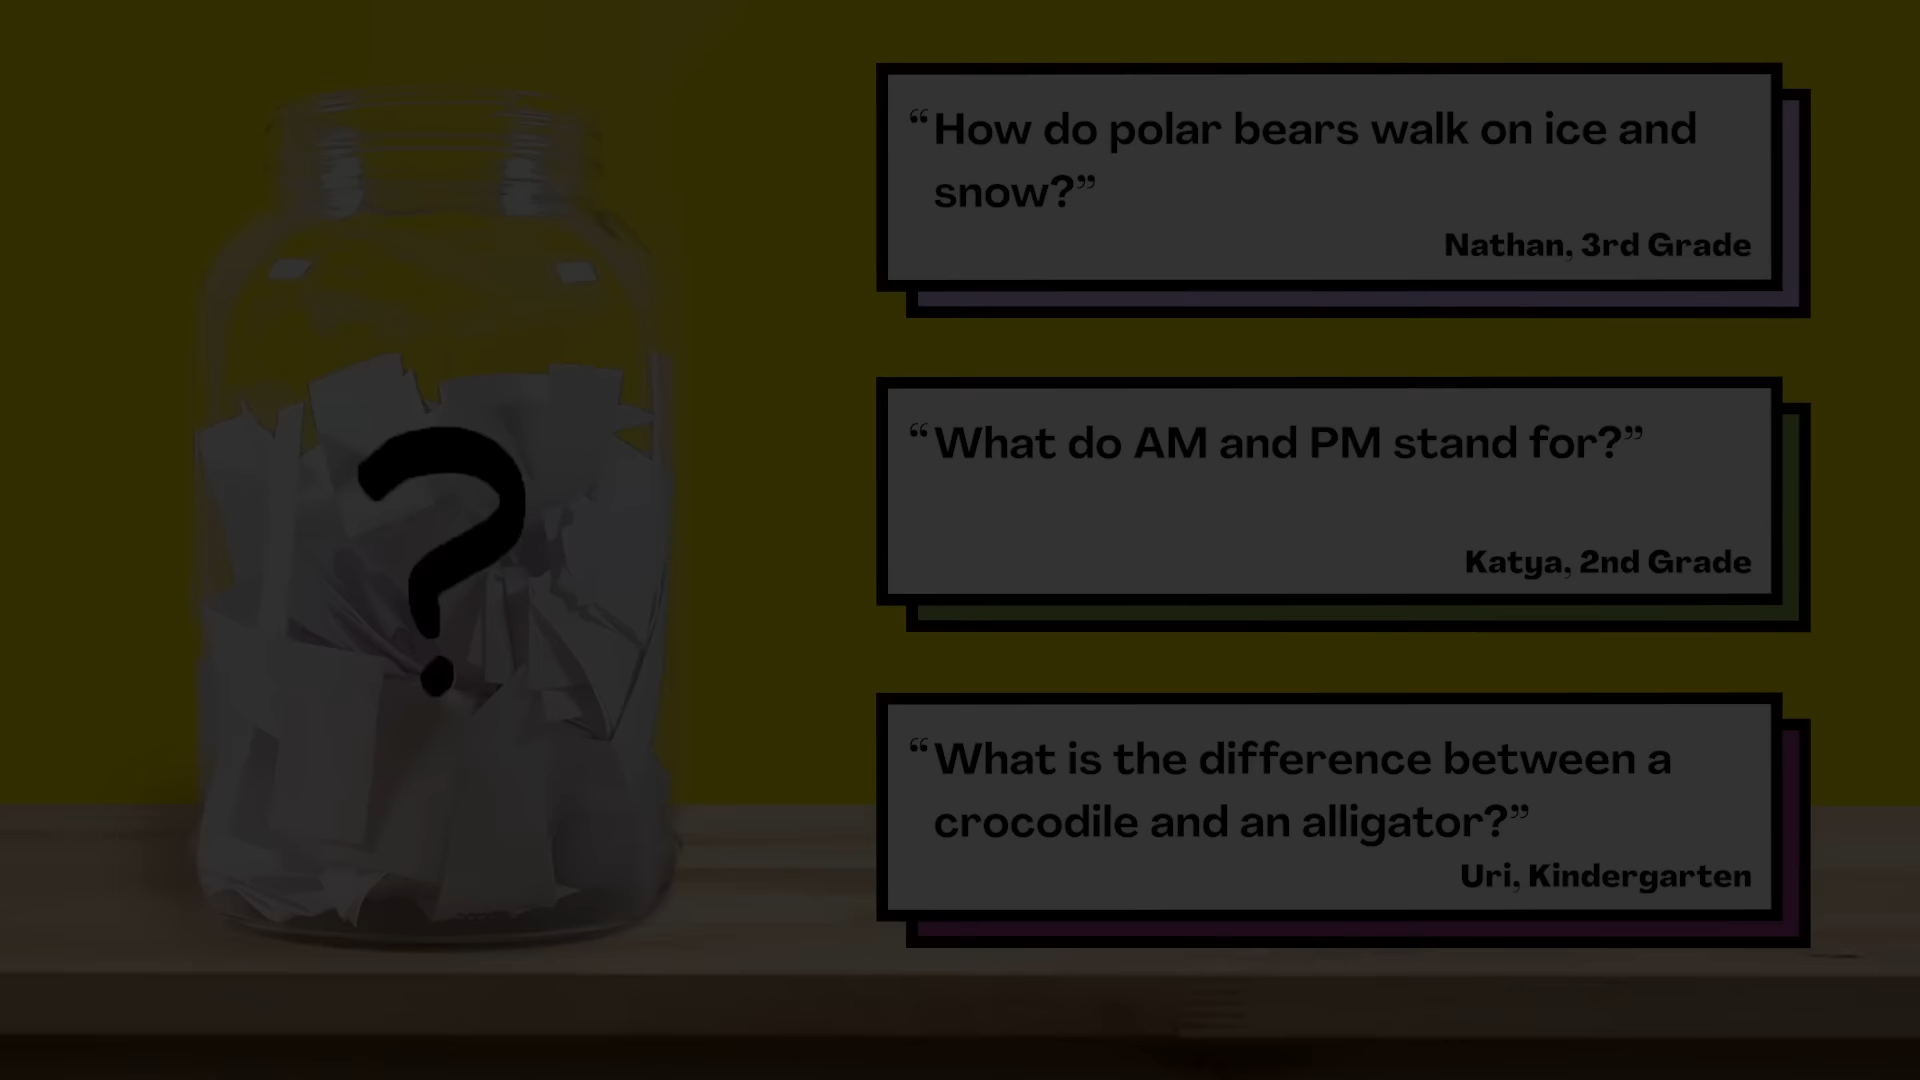 “How do polar bears walk on ice and
snow?”
Nathan, 3rd Grade
“What do AM and PM stand for?”
Katya, 2nd Grade
“What is the difference between a
crocodile and an alligator?”
Uri, Kindergarten
?